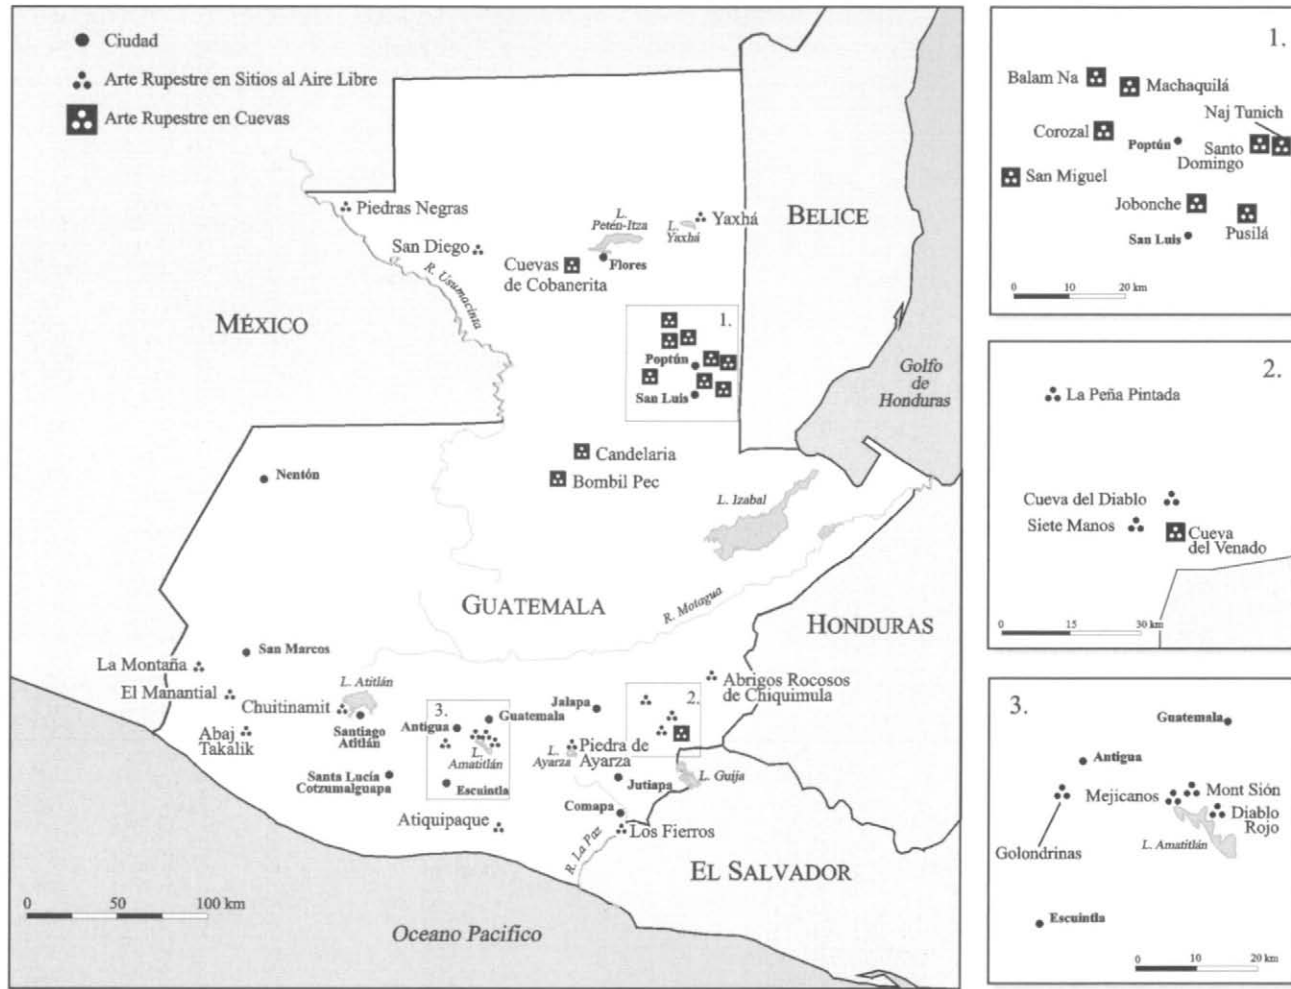 Ciudad
Arte Rupestre en Sitios al Aire Libre
Arte Rupestre en Cuevas
Piedras Negras
San Diego
R. Usumacinta
L.
Petén-Itza
Flores
Cuevas
de Cobanerita
L.
Yaxhá
Yaxhá
BELICE
MÉXICO
1.
Poptún
San Luis
Golfo
de
Honduras
Candelaria
Bombil Pec
Nentón
L. Izabal
GUATEMALA
R. Motagua
HONDURAS
San Marcos
La Montaña
El Manantial
Abaj
Takalik
Chuitinamit
L. Atitlán
Santiago
Atitlán
Santa Lucía
Cotzumalguapa
3.
Antigua
Guatemala
L.
Amatitlán
Escuintla
Jalapa
L.
Ayarza
Piedra de
Ayarza
2.
Abrigos Rocosos
de Chiquimula
L. Guija
Jutiapa
Comapa
Los Fierros
R. La Paz
Atiquipaque
EL SALVADOR
Oceano Pacifico
0 50 100 km
1.
Balam Na
Machaquilá
Naj Tunich
Corozal
Poptún
Santo
Domingo
San Miguel
Jobonche
Pusilá
San Luis
0 10 20 km
2.
La Peña Pintada
Cueva del Diablo
Siete Manos
Cueva
del Venado
0 15 30 km
3.
Guatemala
Antigua
Mejicanos
Mont Sión
Diablo
Rojo
L. Amatitlán
Golondrinas
Escuintla
0 10 20 km